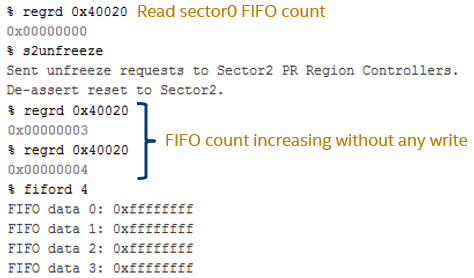 % regrd 0x40020 Read sector0 FIFO count
0x00000000
% s2unfreeze
Sent unfreeze requests to Sector2 PR Region Controllers.
De-assert reset to Sector2.
% regrd 0x40020
0x00000003
% regrd 0x40020
0x00000004
FIFO count increasing without any write
% fiford 4
FIFO data 0: 0xffffffff
FIFO data 1: 0xffffffff
FIFO data 2: 0xffffffff
FIFO data 3: 0xffffffff